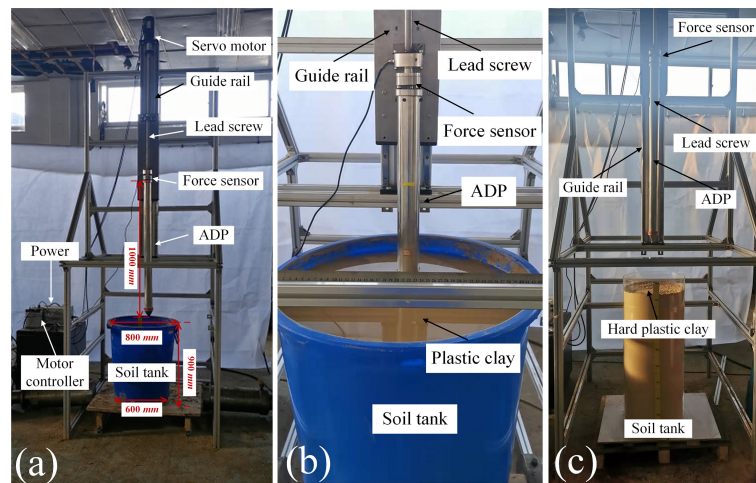 Servo motor
Guide rail
Lead screw
Force sensor
ADP
1000 mm
Power
Motor
controller
800 mm
Soil tank
900 mm
600 mm
(a)
Guide rail
Lead screw
Force sensor
ADP
Plastic clay
Soil tank
(b)
Force sensor
Lead screw
Guide rail
ADP
Hard plastic clay
Soil tank
(c)